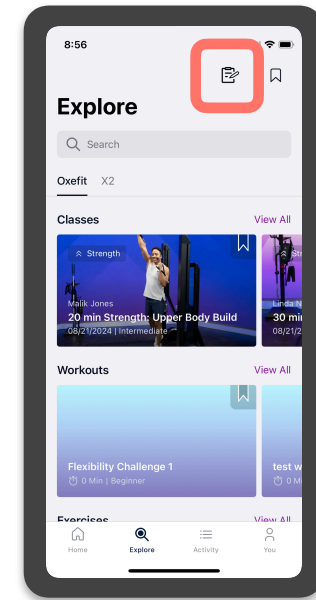 8:56
Explore
Search
Oxefit X2
Classes View All
Strength
Malik Jones
20 min Strength: Upper Body Build
08/21/2024 | Intermediate
Str
Linda N
30 mi
08/21/2
Workouts View All
Flexibility Challenge 1
0 Min | Beginner
test w
0 M
Exercises View All
Home Explore Activity You